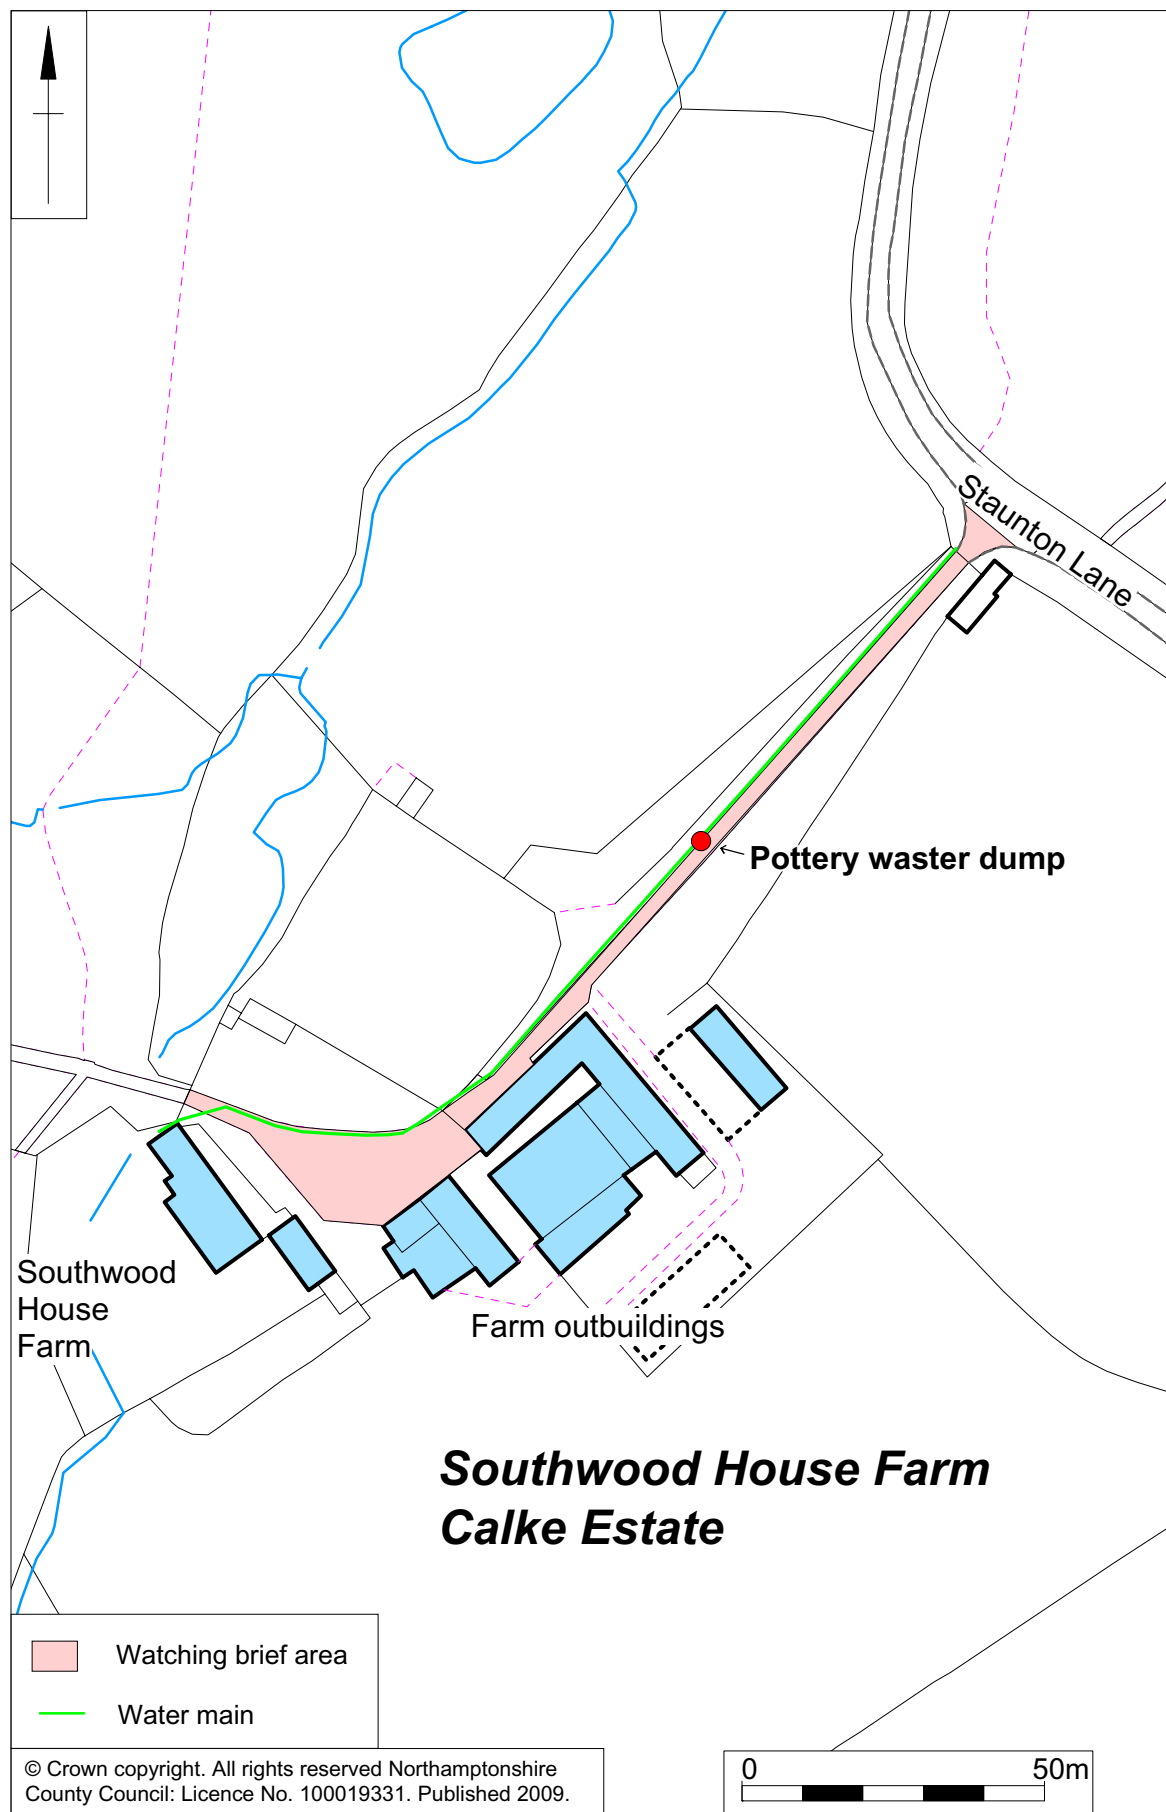 Staunton Lane
Pottery waster dump
Southwood
House
Farm
Farm outbuildings
Southwood House Farm
Calke Estate
Watching brief area
Water main
© Crown copyright. All rights reserved Northamptonshire
County Council: Licence No. 100019331. Published 2009.
0 50m